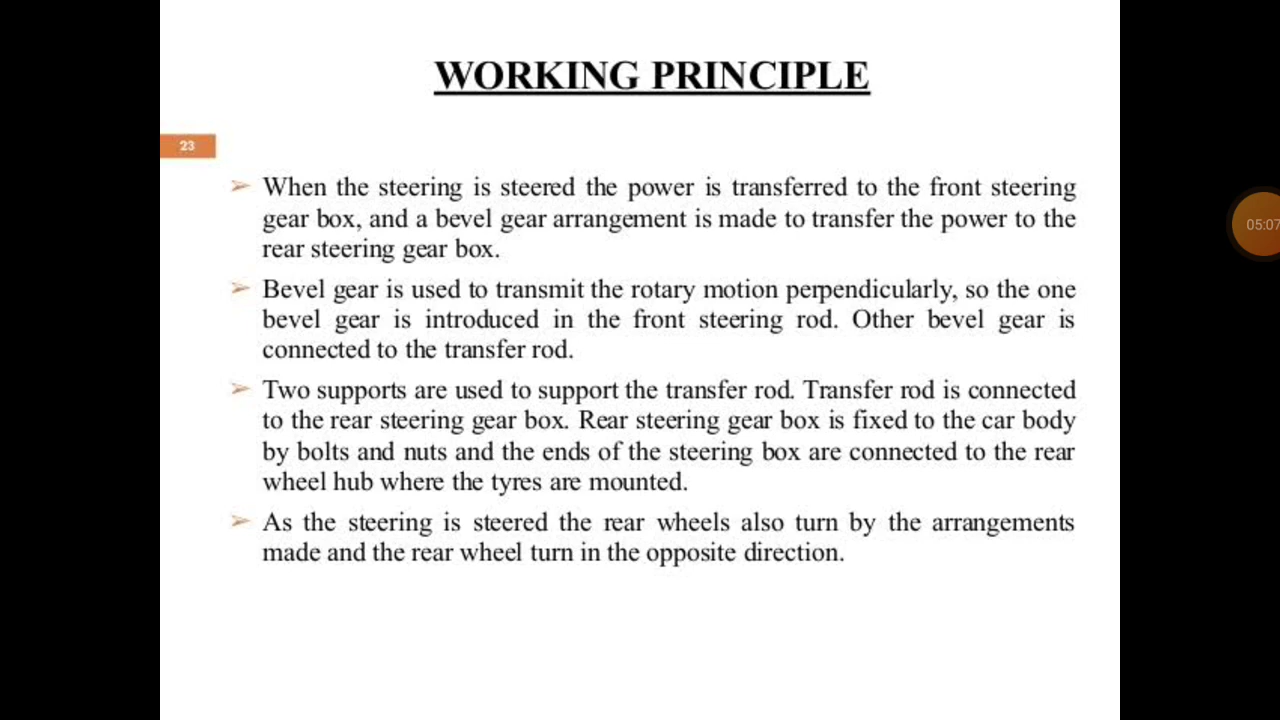 WORKING PRINCIPLE
23
➢ When the steering is steered the power is transferred to the front steering
gear box, and a bevel gear arrangement is made to transfer the power to the
rear steering gear box.
➢ Bevel gear is used to transmit the rotary motion perpendicularly, so the one
bevel gear is introduced in the front steering rod. Other bevel gear is
connected to the transfer rod.
➢ Two supports are used to support the transfer rod. Transfer rod is connected
to the rear steering gear box. Rear steering gear box is fixed to the car body
by bolts and nuts and the ends of the steering box are connected to the rear
wheel hub where the tyres are mounted.
➢ As the steering is steered the rear wheels also turn by the arrangements
made and the rear wheel turn in the opposite direction.
05:07